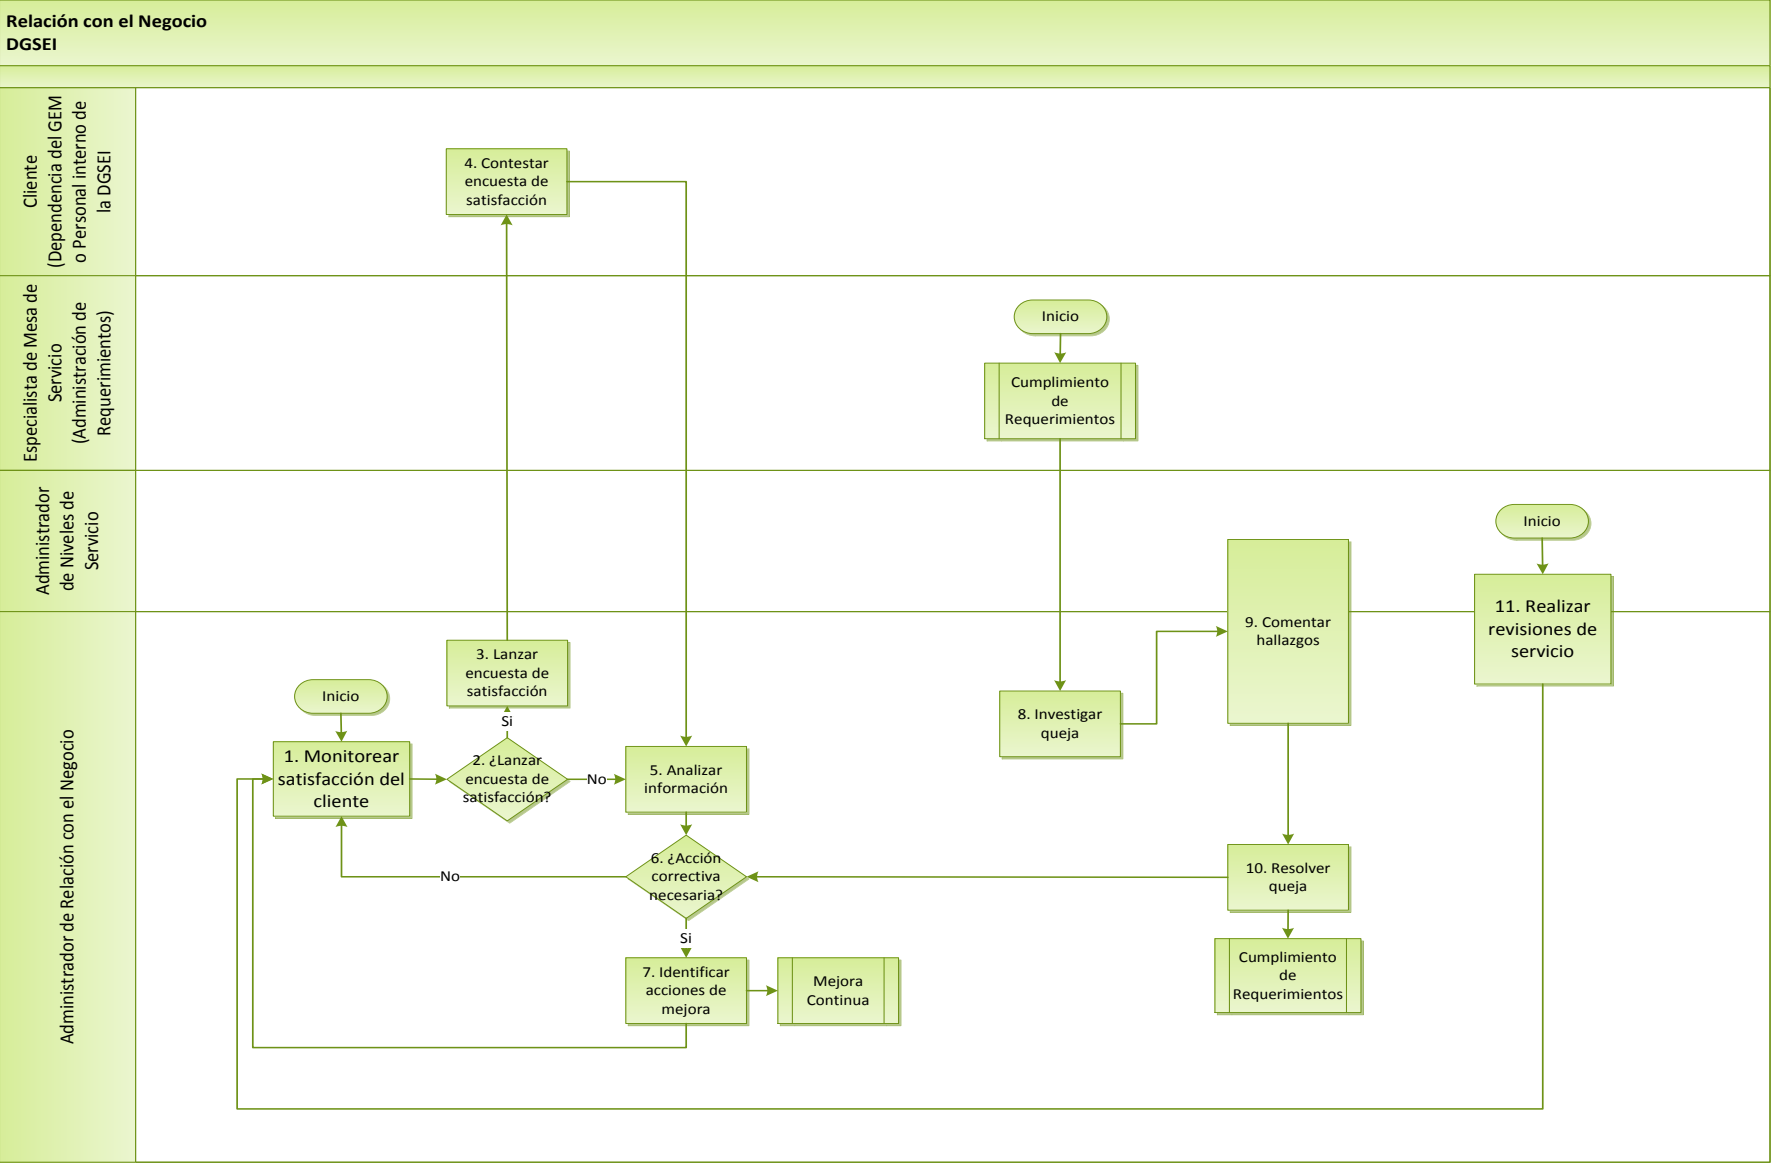 Relación con el Negocio
DGSEI
Cliente
(Dependencia del GEM
o Personal interno de
la DGSEI
4. Contestar
encuesta de
satisfacción
Especialista de Mesa de
Servicio
(Administración de
Requerimientos)
Inicio
Cumplimiento
de
Requerimientos
Administrador
de Niveles de
Servicio
Inicio
9. Comentar
hallazgos
11. Realizar
revisiones de
servicio
Administrador de Relación con el Negocio
Inicio
1. Monitorear
satisfacción del
cliente
2. ¿Lanzar
encuesta de
satisfacción?
Si
3. Lanzar
encuesta de
satisfacción
No
5. Analizar
información
6. ¿Acción
correctiva
necesaria?
No
Si
7. Identificar
acciones de
mejora
Mejora
Continua
8. Investigar
queja
10. Resolver
queja
Cumplimiento
de
Requerimientos